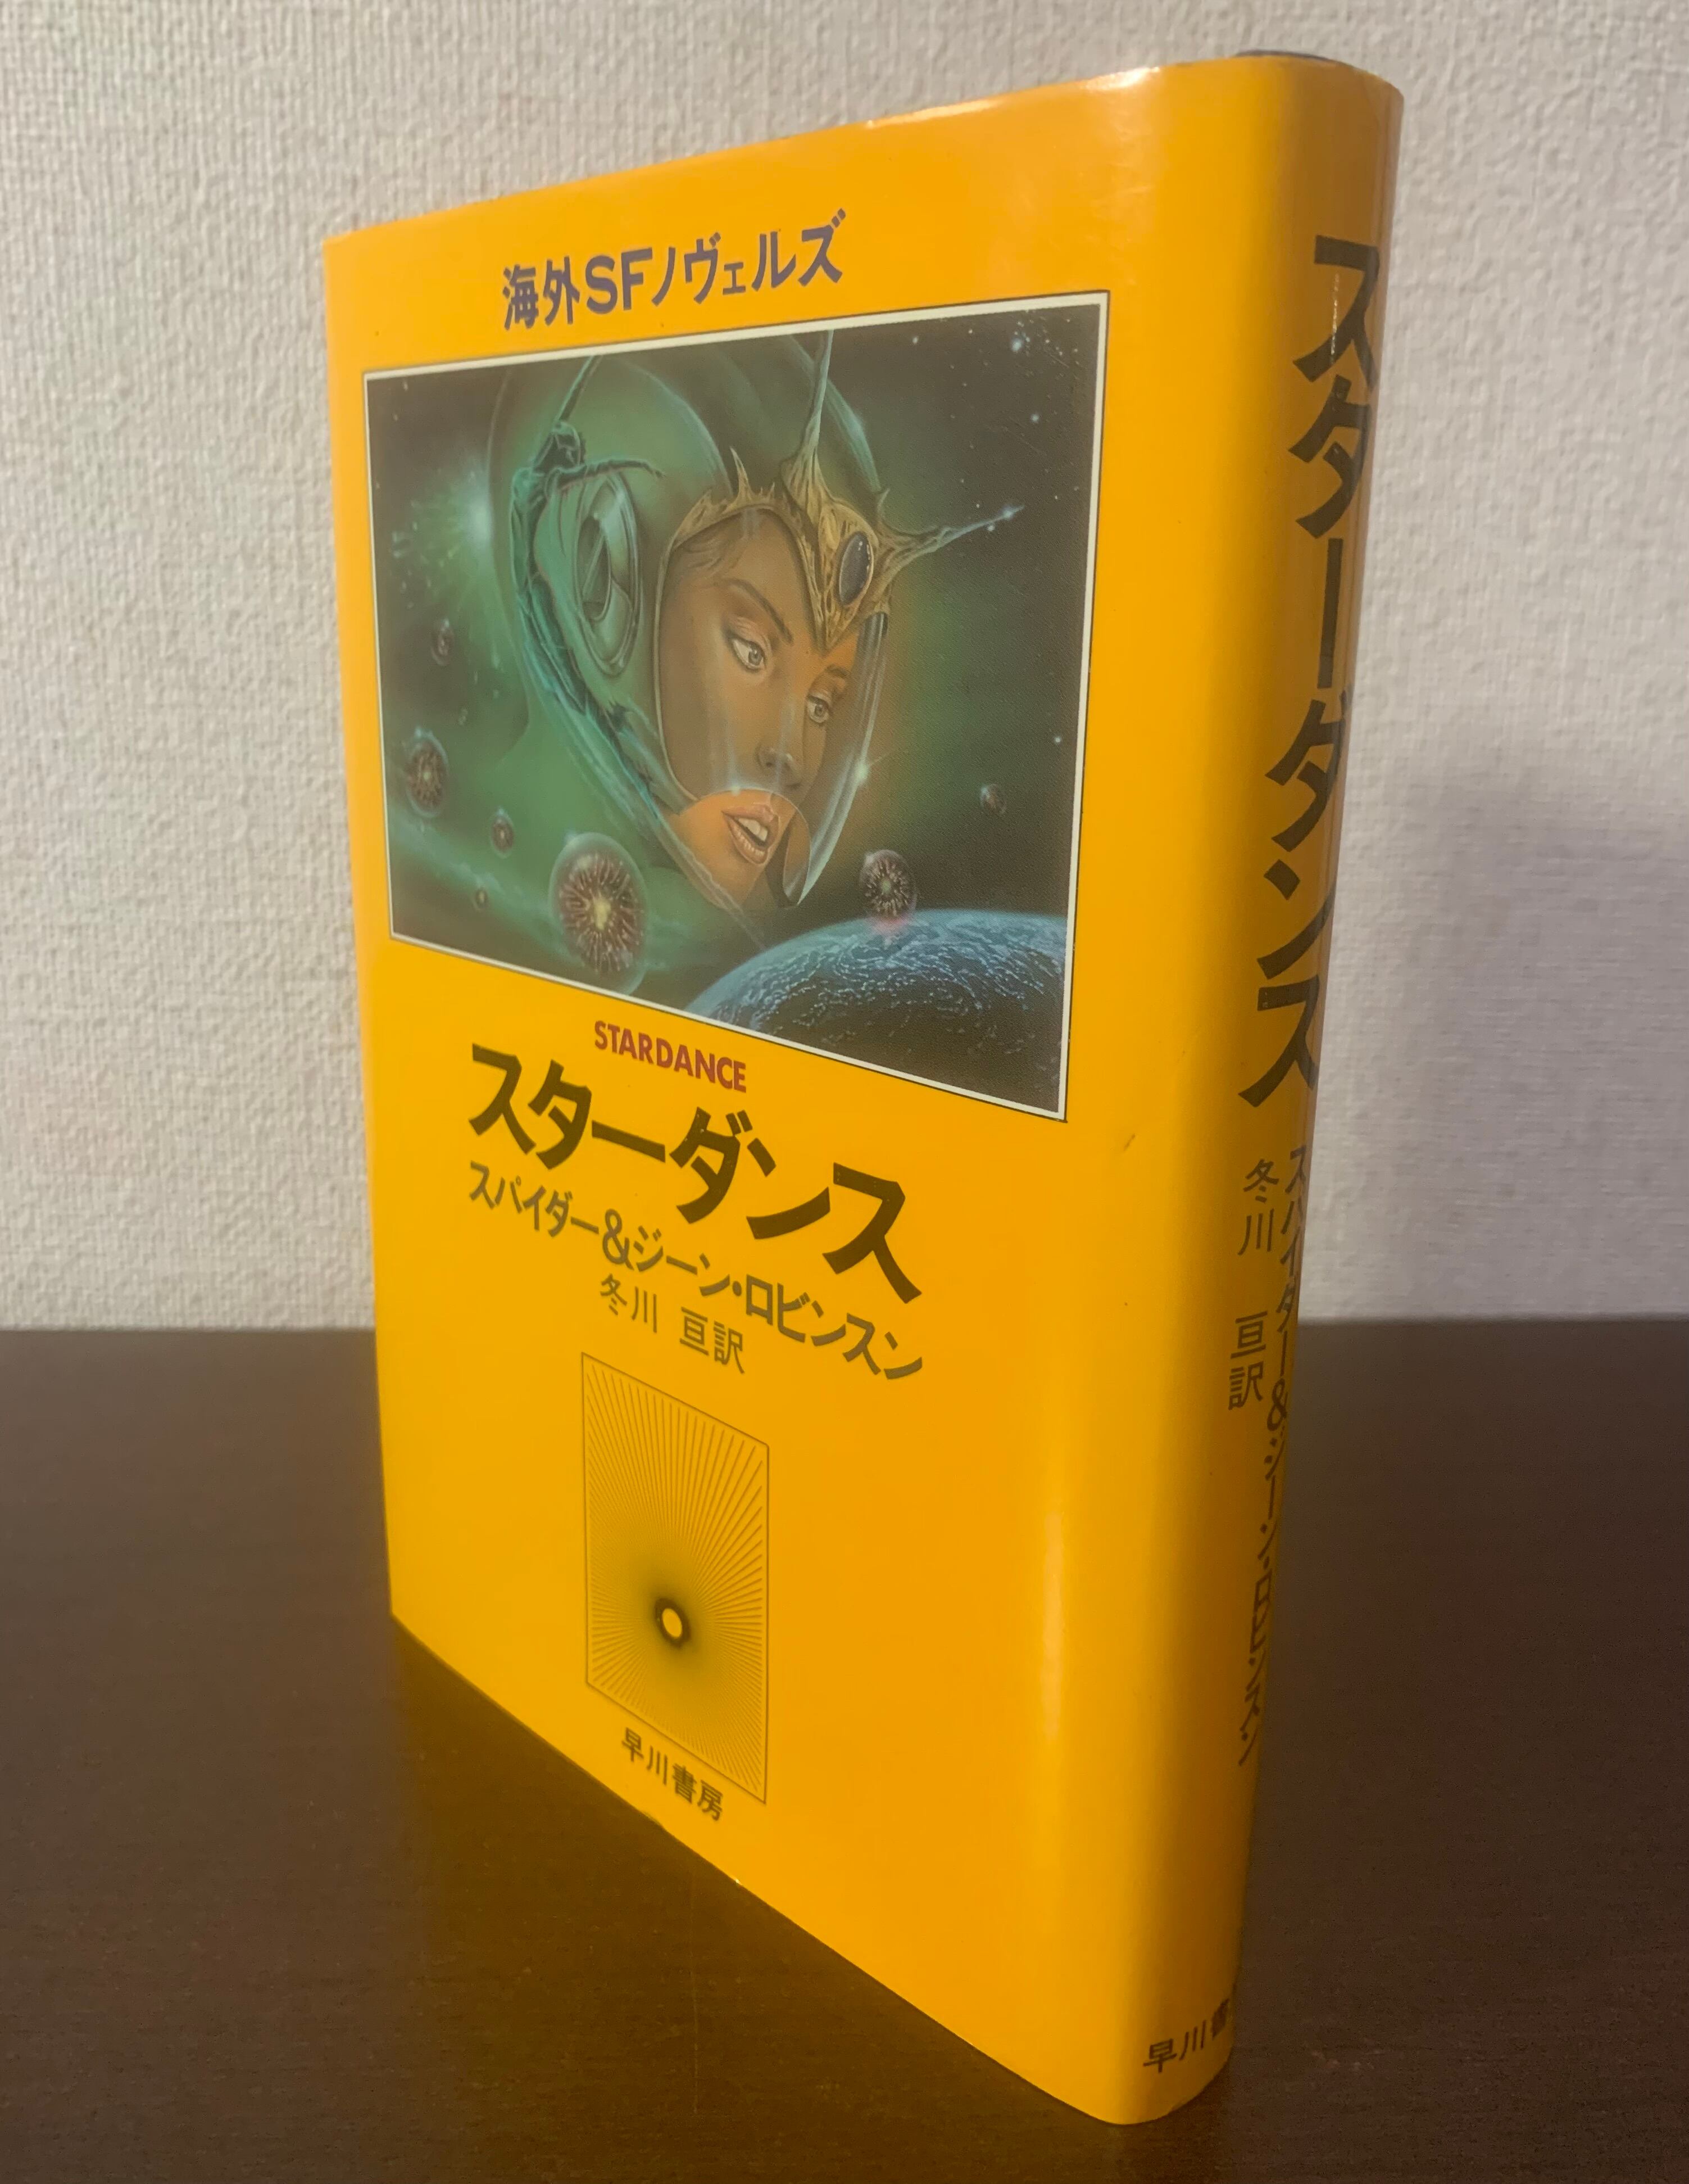 海外SFノヴェルズ
STARDANCE
スターダンス
スパイダー&ジーン・ロビンスン
冬川 亘訳
早川書房
スターダンス
スパイダー&ジーン・ロビンスン
冬川 亘訳
早川書